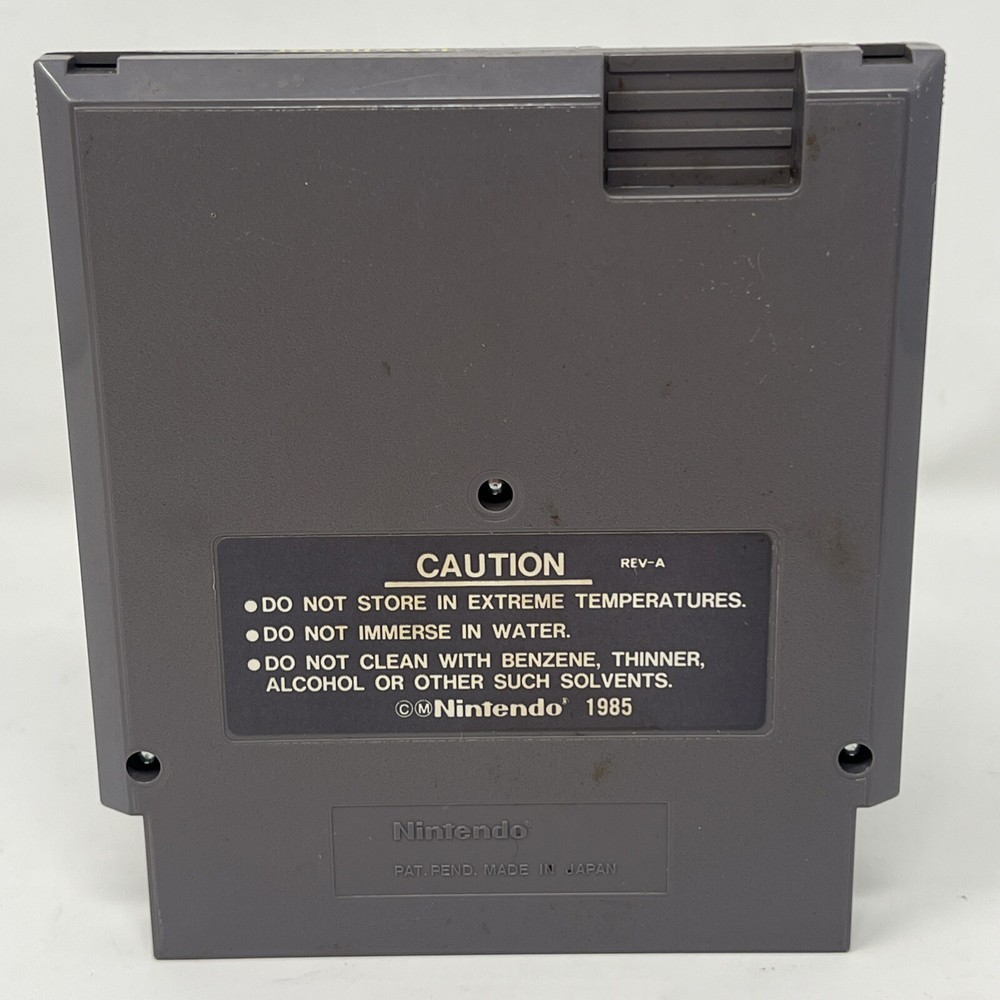 CAUTION REV-A
●DO NOT STORE IN EXTREME TEMPERATURES.
●DO NOT IMMERSE IN WATER.
●DO NOT CLEAN WITH BENZENE, THINNER,
ALCOHOL OR OTHER SUCH SOLVENTS.
ⒸⓂNintendo® 1985
Nintendo®
PAT. PEND. MADE IN JAPAN